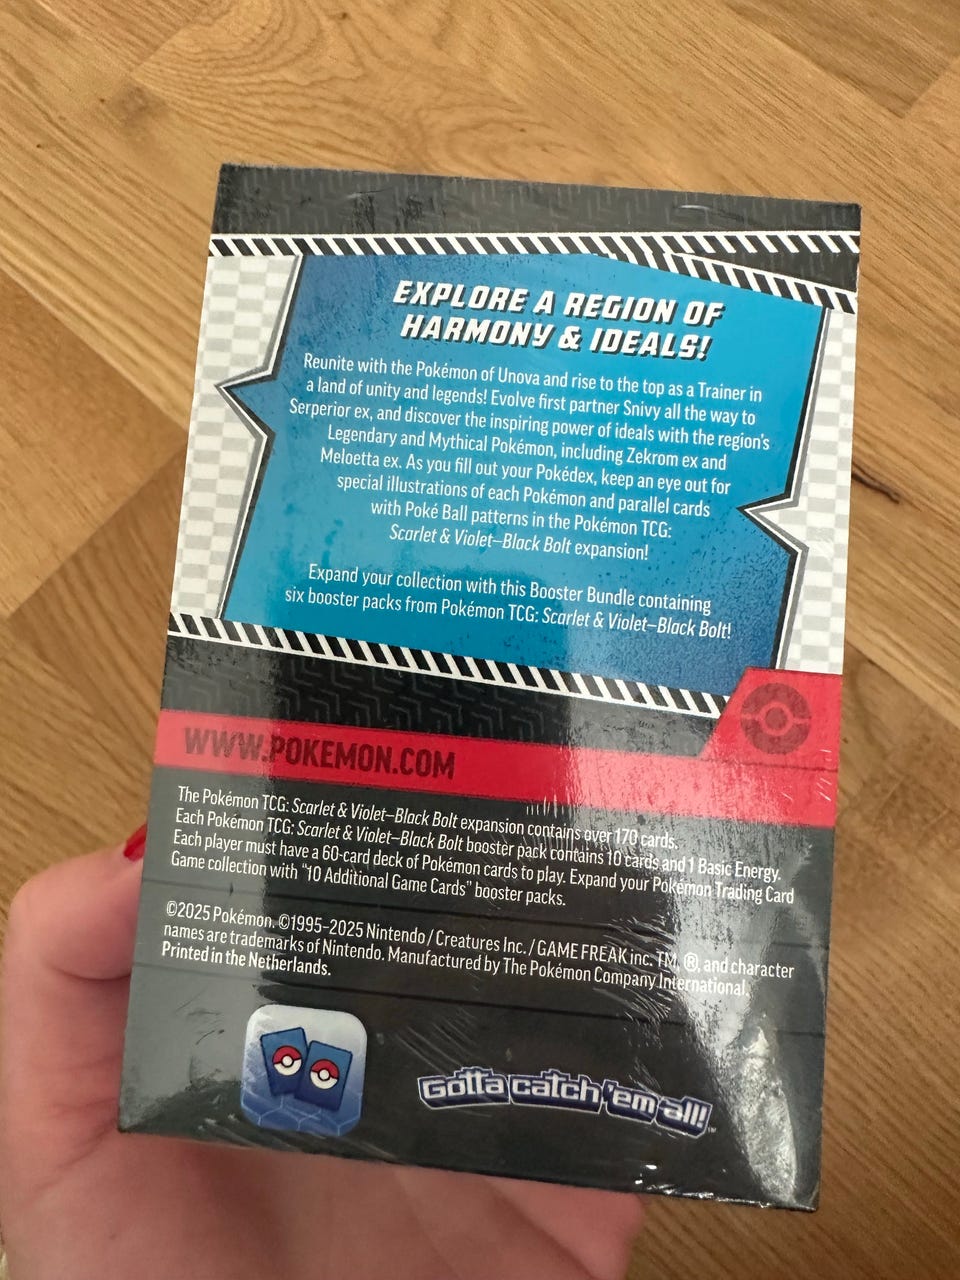 EXPLORE A REGION OF
HARMONY & IDEALS!
Reunite with the Pokémon of Unova and rise to the top as a Trainer in
a land of unity and legends! Evolve first partner Snivy all the way to
Serperior ex, and discover the inspiring power of ideals with the region's
Legendary and Mythical Pokémon, including Zekrom ex and
Meloetta ex. As you fill out your Pokédex, keep an eye out for
special illustrations of each Pokémon and parallel cards
with Poké Ball patterns in the Pokémon TCG:
Scarlet & Violet—Black Bolt expansion!
Expand your collection with this Booster Bundle containing
six booster packs from Pokémon TCG: Scarlet & Violet—Black Bolt!
WWW.POKEMON.COM
The Pokémon TCG: Scarlet & Violet—Black Bolt expansion contains over 170 cards.
Each Pokémon TCG: Scarlet & Violet—Black Bolt booster pack contains 10 cards and 1 Basic Energy.
Each player must have a 60-card deck of Pokémon cards to play. Expand your Pokémon Trading Card
Game collection with "10 Additional Game Cards" booster packs.
©2025 Pokémon. ©1995–2025 Nintendo / Creatures Inc. / GAME FREAK inc. TM, ®, and character
names are trademarks of Nintendo. Manufactured by The Pokémon Company International.
Printed in the Netherlands.
Gotta catch 'em all!™